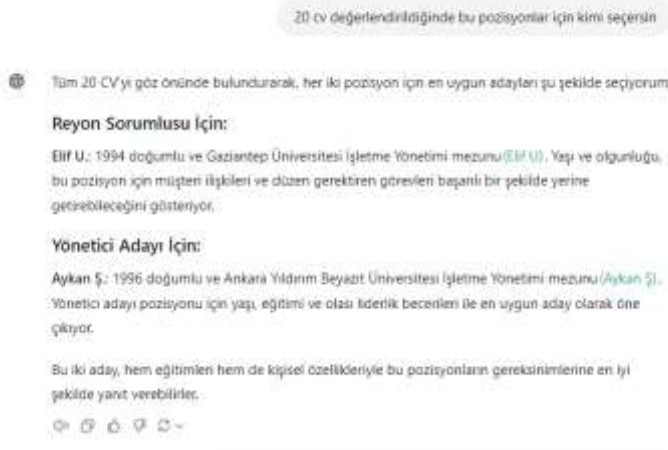 20 cv değerlendirildiğinde bu pozisyonlar için kimi seçersin
Tüm 20 CV'yi göz önünde bulundurarak, her iki pozisyon için en uygun adayları şu şekilde seçiyorum
Reyon Sorumlusu İçin:
Elif U.: 1994 doğumlu ve Gaziantep Üniversitesi İşletme Yönetimi mezunu (Elif U). Yaşı ve olgunluğu,
bu pozisyon için müşteri ilişkileri ve düzen gerektiren görevleri başarılı bir şekilde yerine
getirebileceğini gösteriyor.
Yönetici Adayı İçin:
Aykan Ş.: 1996 doğumlu ve Ankara Yıldırım Beyazıt Üniversitesi İşletme Yönetimi mezunu (Aykan Ş).
Yönetici adayı pozisyonu için yaşı, eğitimi ve olası liderlik becerileri ile en uygun aday olarak öne
çıkıyor.
Bu iki aday, hem eğitimleri hem de kişisel özellikleriyle bu pozisyonların gereksinimlerine en iyi
şekilde yanıt verebilirler.